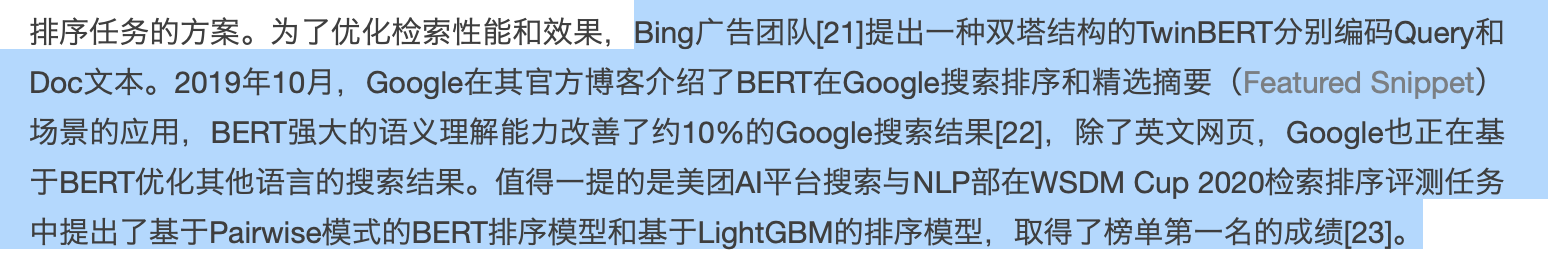 排序任务的方案。为了优化检索性能和效果，Bing广告团队[21]提出一种双塔结构的TwinBERT分别编码Query和
Doc文本。2019年10月，Google在其官方博客介绍了BERT在Google搜索排序和精选摘要（Featured Snippet）
场景的应用，BERT强大的语义理解能力改善了约10%的Google搜索结果[22]，除了英文网页，Google也正在基
于BERT优化其他语言的搜索结果。值得一提的是美团AI平台搜索与NLP部在WSDM Cup 2020检索排序评测任务
中提出了基于Pairwise模式的BERT排序模型和基于LightGBM的排序模型，取得了榜单第一名的成绩[23]。